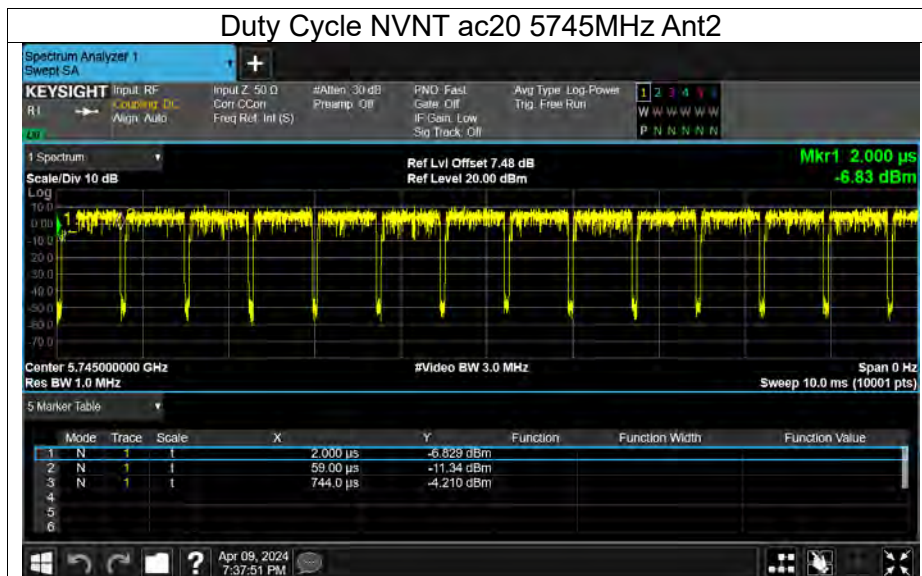 Duty Cycle NVNT ac20 5745MHz Ant2
Spectrum Analyzer 1
Swept SA
+
KEYSIGHT Input: RF Input Z: 50 Ω #Atten: 30 dB PNO: Fast Avg Type: Log-Power 1 2 3 4 5 6
Coupling: DC Corr CCorr Preamp: Off Gate: Off Trig: Free Run W W W W W W
Align: Auto Freq Ref: Int (S) IF Gain: Low
Sig Track: Off P N N N N N
1 Spectrum Ref Lvl Offset 7.48 dB Mkr1 2.000 µs
Scale/Div 10 dB Ref Level 20.00 dBm -6.83 dBm
Log
10.0
0.00
-10.0
-20.0
-30.0
-40.0
-50.0
-60.0
-70.0
Center 5.745000000 GHz #Video BW 3.0 MHz Span 0 Hz
Res BW 1.0 MHz Sweep 10.0 ms (10001 pts)
5 Marker Table
Mode Trace Scale X Y Function Function Width Function Value
1 N 1 t 2.000 µs -6.829 dBm
2 N 1 t 59.00 µs -11.34 dBm
3 N 1 t 744.0 µs -4.210 dBm
4
5
6
? Apr 09, 2024
7:37:51 PM